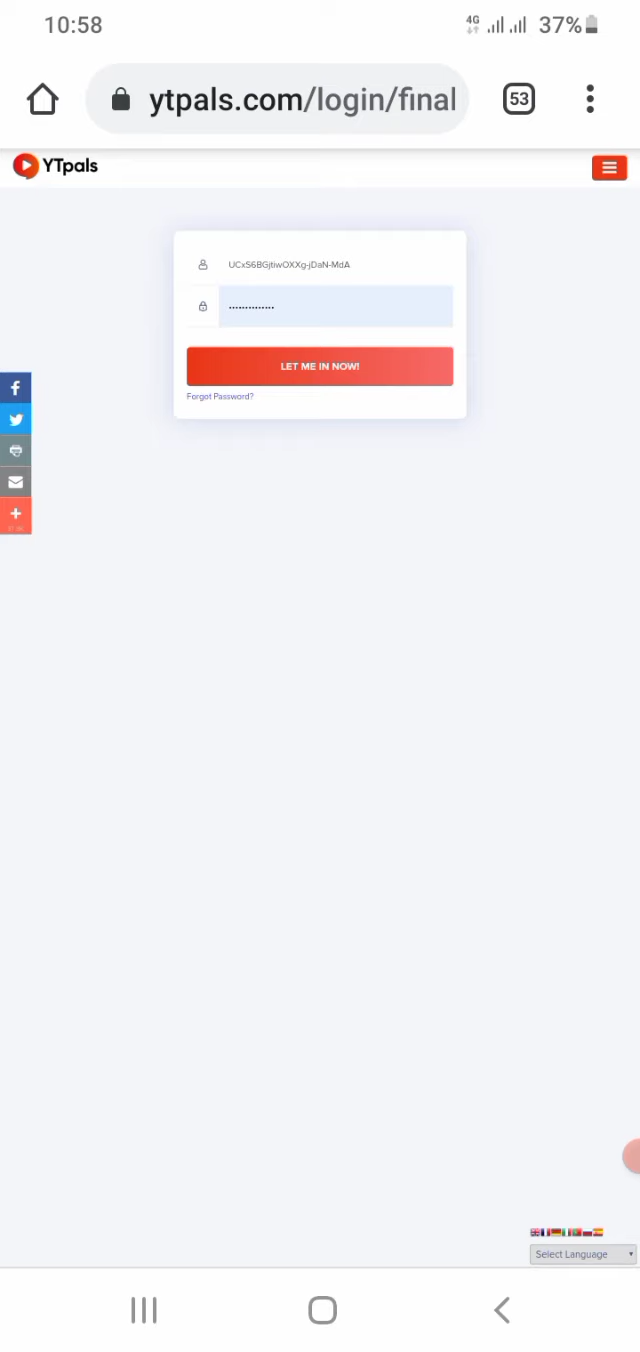 10:58
4G
37%
ytpals.com/login/final
53
YTpals
UCxS6BGjtiwOXXg-jDaN-MdA
LET ME IN NOW!
Forgot Password?
Select Language